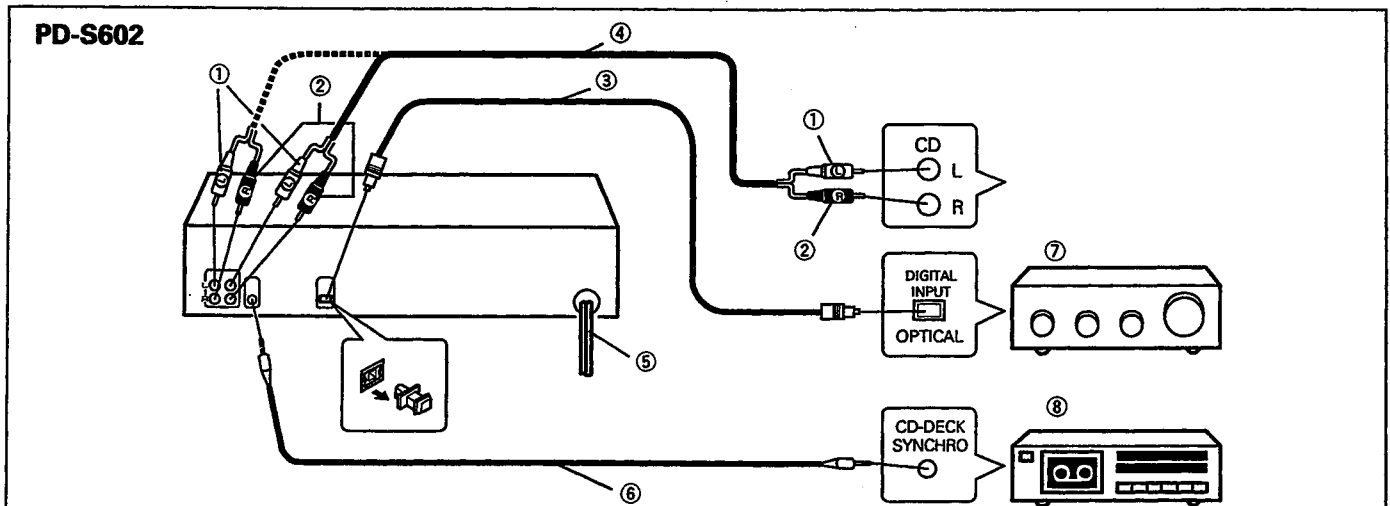 PD-S602
④
①
②
③
①
L
R
L
R
CD
L
R
L
R
②
⑦
DIGITAL
INPUT
OPTICAL
⑤
⑧
CD-DECK
SYNCHRO
⑥